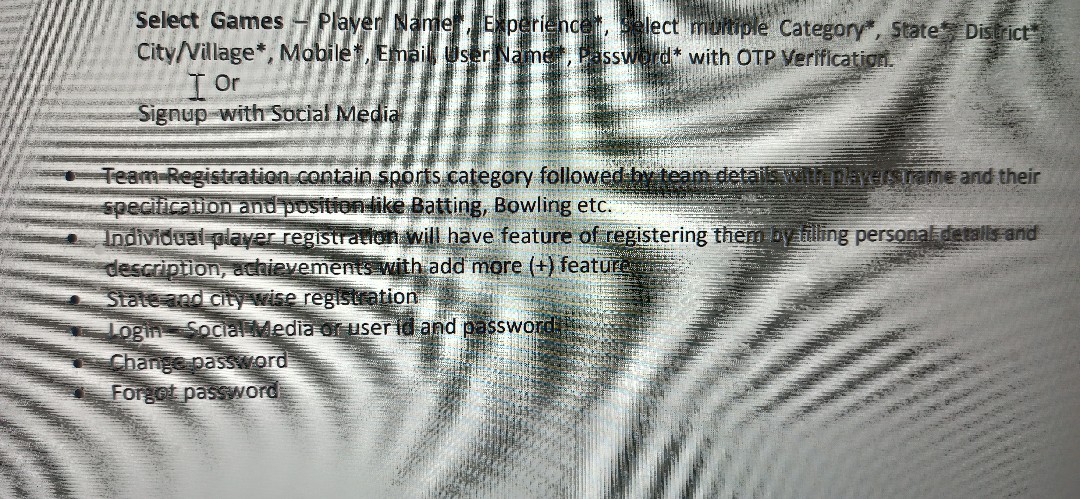 Select Games – Player Name*, Experience*, Select multiple Category*, State*, District*,
City/Village*, Mobile*, Email, User Name*, Password* with OTP Verification.
Or
Signup with Social Media
• Team Registration contain sports category followed by team details with players name and their
specification and position like Batting, Bowling etc.
• Individual player registration will have feature of registering them by filling personal details and
description, achievements with add more (+) feature
• State and city wise registration
• Login – Social Media or user id and password
• Change password
• Forgot password